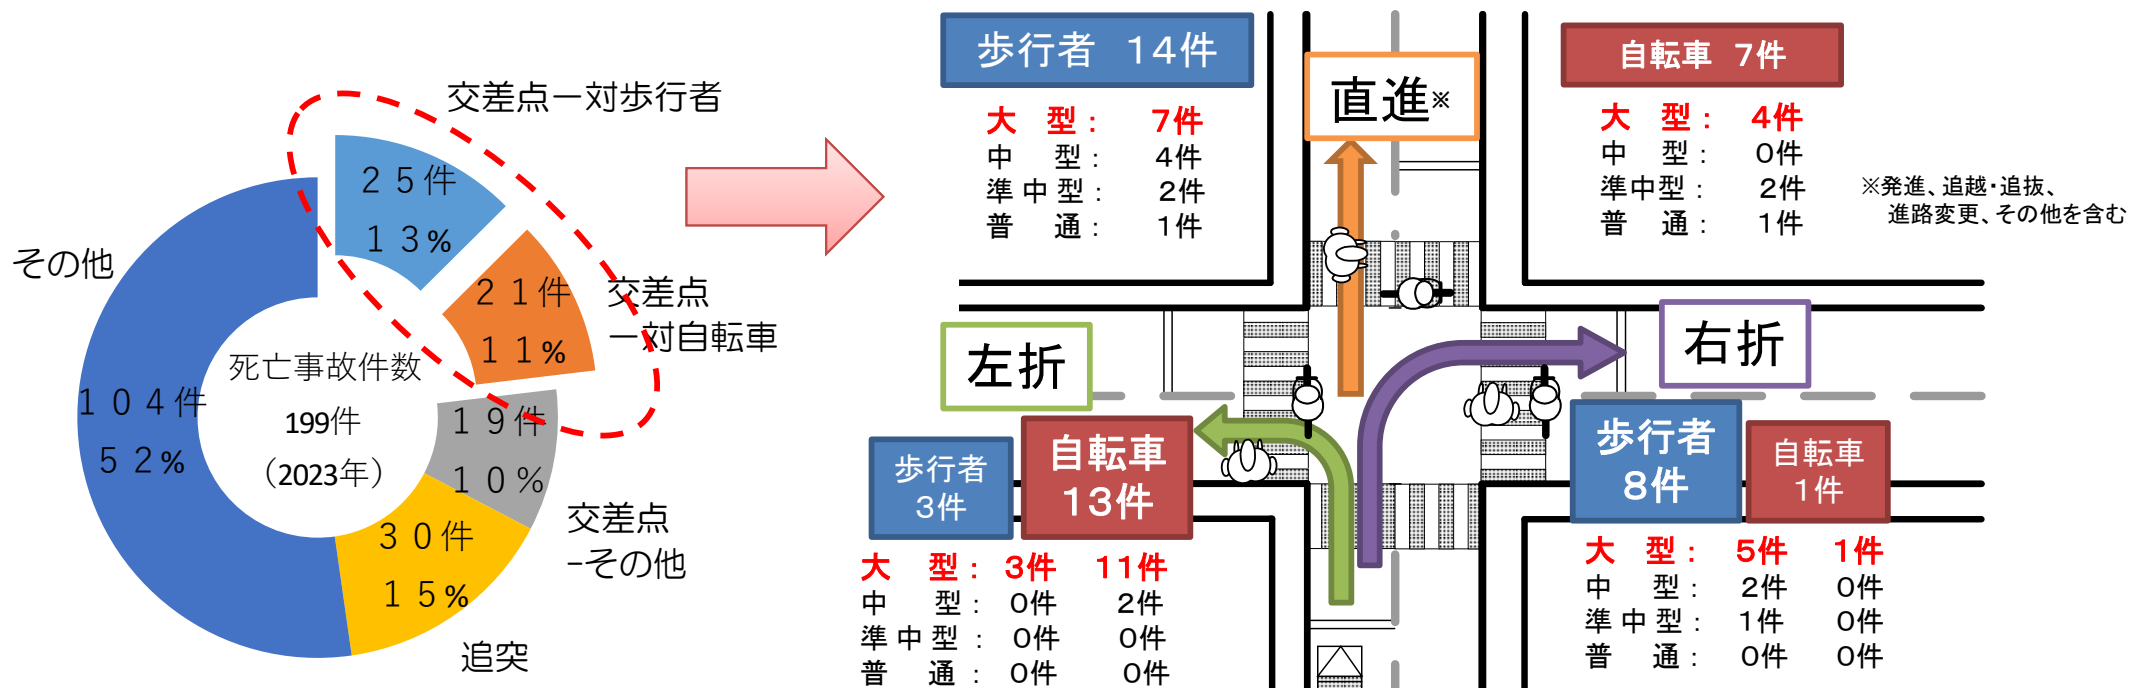 交差点ー対歩行者
25件
13%
その他
21件
11%
交差点
ー対自転車
死亡事故件数
199件
（2023年）
104件
52%
19件
10%
交差点
-その他
30件
15%
追突
歩行者 14件
大型: 7件
中型: 4件
準中型: 2件
普通: 1件
直進※
自転車 7件
大型: 4件
中型: 0件
準中型: 2件
普通: 1件
※発進、追越・追抜、
進路変更、その他を含む
左折
右折
歩行者
3件
自転車
13件
大型: 3件 11件
中型: 0件 2件
準中型: 0件 0件
普通: 0件 0件
歩行者
8件
自転車
1件
大型: 5件 1件
中型: 2件 0件
準中型: 1件 0件
普通: 0件 0件